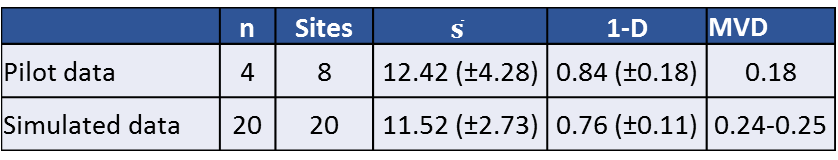 n Sites s̄ 1-D MVD
Pilot data 4 8 12.42 (±4.28) 0.84 (±0.18) 0.18
Simulated data 20 20 11.52 (±2.73) 0.76 (±0.11) 0.24-0.25